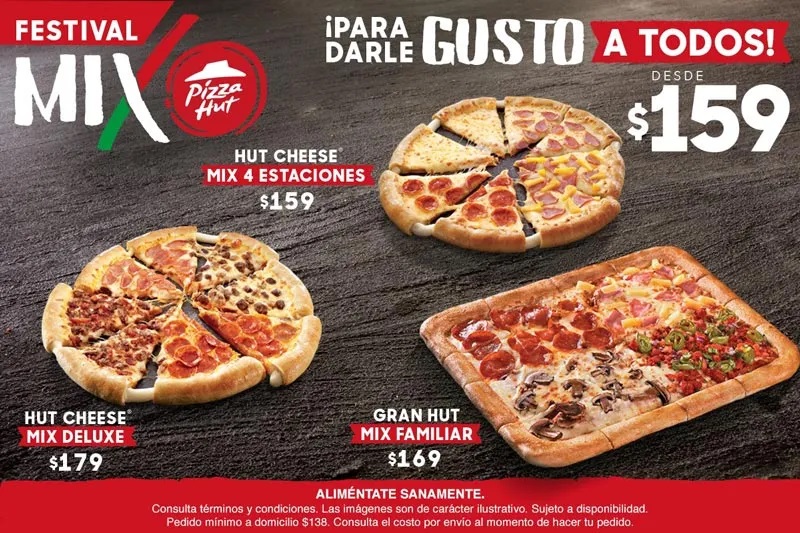 FESTIVAL
MIX
Pizza
Hut
¡PARA
DARLE
GUSTO
A TODOS!
DESDE
$159
HUT CHEESE®
MIX 4 ESTACIONES
$159
HUT CHEESE®
MIX DELUXE
$179
GRAN HUT
MIX FAMILIAR
$169
ALIMÉNTATE SANAMENTE.
Consulta términos y condiciones. Las imágenes son de carácter ilustrativo. Sujeto a disponibilidad.
Pedido mínimo a domicilio $138. Consulta el costo por envío al momento de hacer tu pedido.